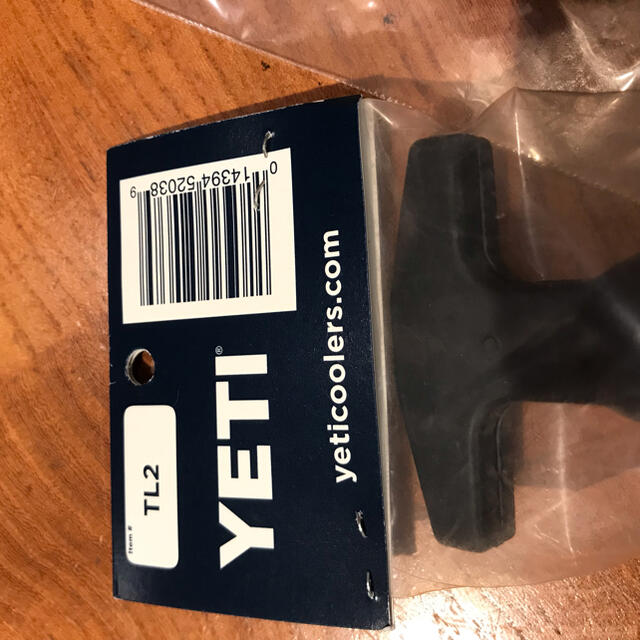 Item #
TL2
YETI®
yeticoolers.com
0 14394 52038 9